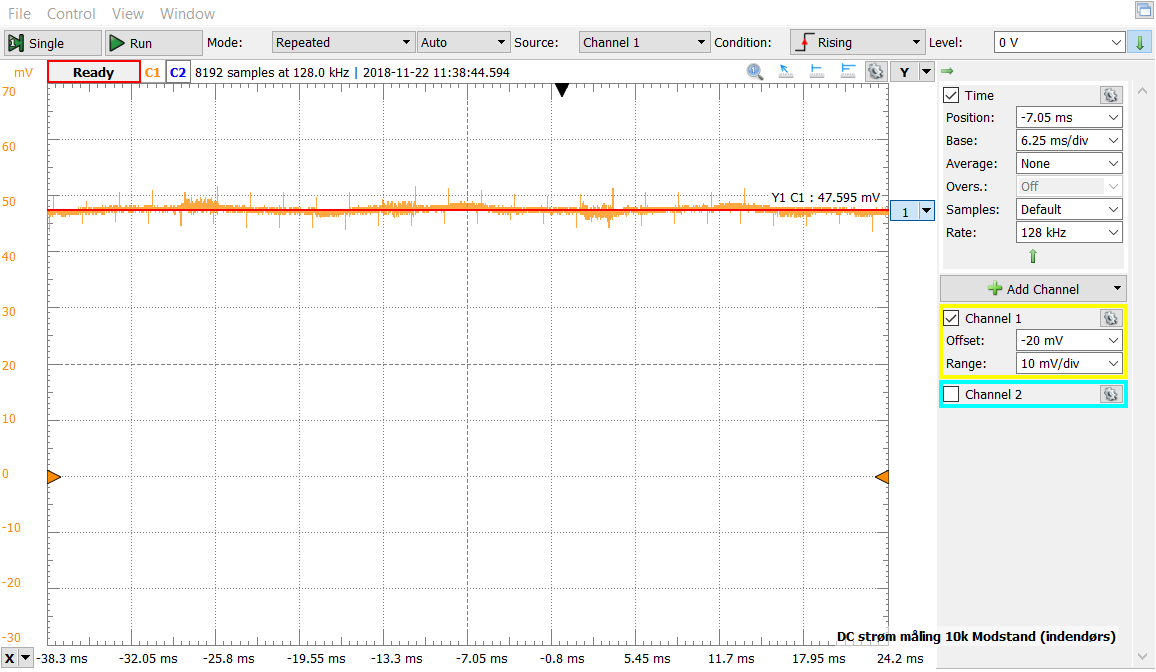 File Control View Window
Single Run Mode: Repeated Auto Source: Channel 1 Condition: Rising Level: 0 V
mV Ready C1 C2 8192 samples at 128.0 kHz | 2018-11-22 11:38:44.594 Y
70
60
50
40
30
20
10
0
-10
-20
-30
Y1 C1 : 47.595 mV
1
Time
Position: -7.05 ms
Base: 6.25 ms/div
Average: None
Overs.: Off
Samples: Default
Rate: 128 kHz
Add Channel
Channel 1
Offset: -20 mV
Range: 10 mV/div
Channel 2
DC strøm måling 10k Modstand (indendørs)
X -38.3 ms -32.05 ms -25.8 ms -19.55 ms -13.3 ms -7.05 ms -0.8 ms 5.45 ms 11.7 ms 17.95 ms 24.2 ms